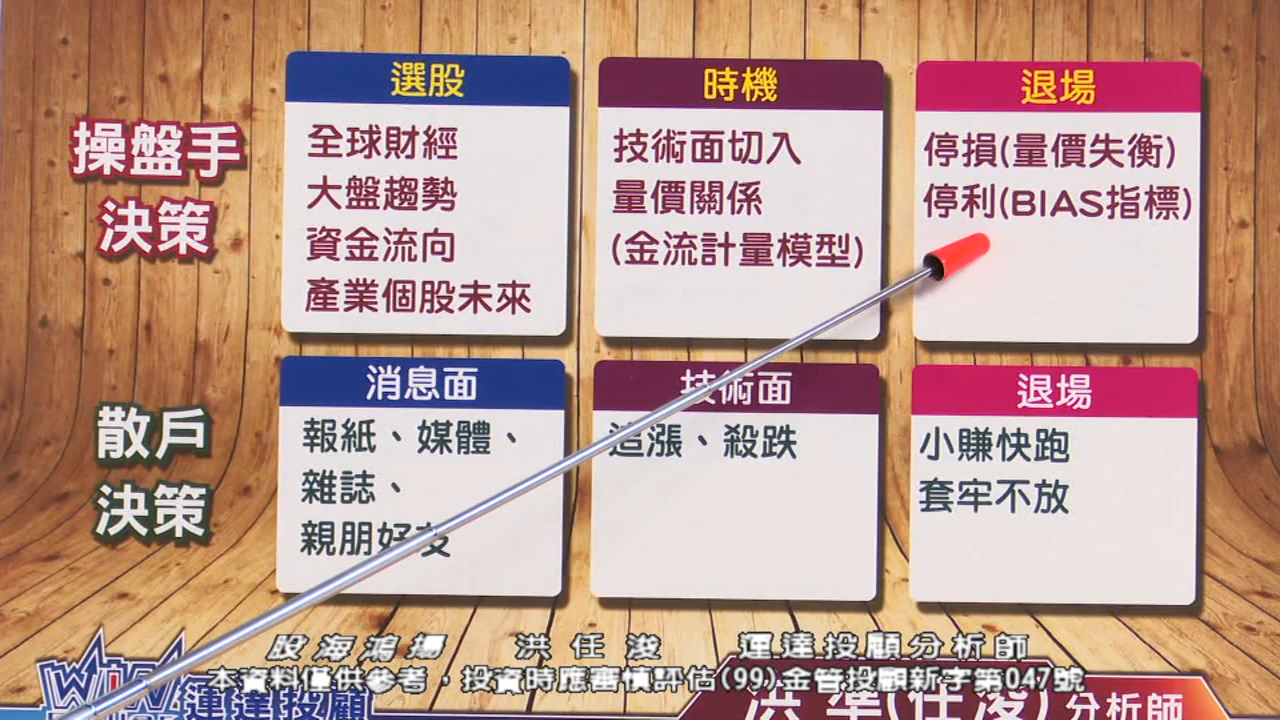 操盤手
決策
選股
全球財經
大盤趨勢
資金流向
產業個股未來
時機
技術面切入
量價關係
(金流計量模型)
退場
停損(量價失衡)
停利(BIAS指標)
散戶
決策
消息面
報紙、媒體、
雜誌、
親朋好友
技術面
追漲、殺跌
退場
小賺快跑
套牢不放
股海鴻揚 洪任浚 運達投顧分析師
本資料僅供參考，投資時應審慎評估(99)金管投顧新字第047號
WIN
運達投顧
洪 準(任浚)分析師